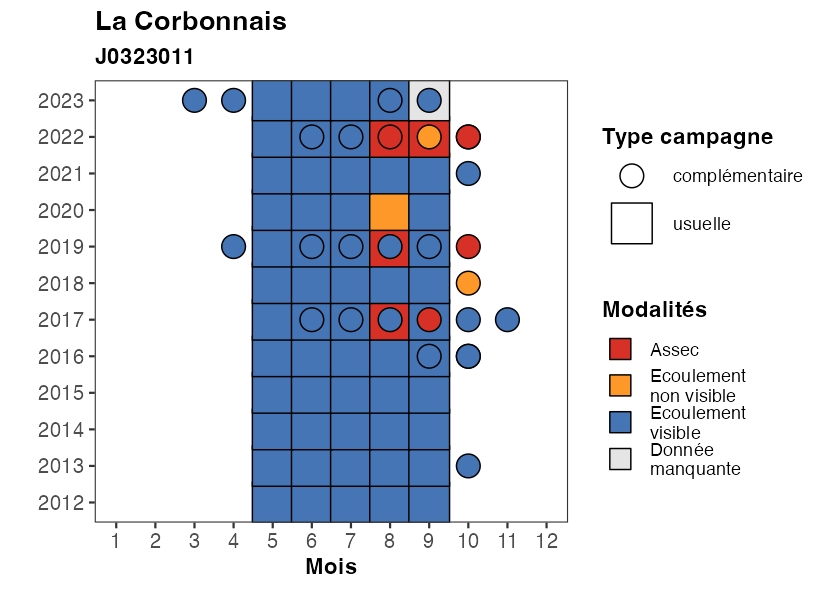 La Corbonnais
J0323011
2023
2022
2021
2020
2019
2018
2017
2016
2015
2014
2013
2012
1 2 3 4 5 6 7 8 9 10 11 12
Mois
Type campagne
complémentaire
usuelle
Modalités
Assec
Ecoulement
non visible
Ecoulement
visible
Donnée
manquante